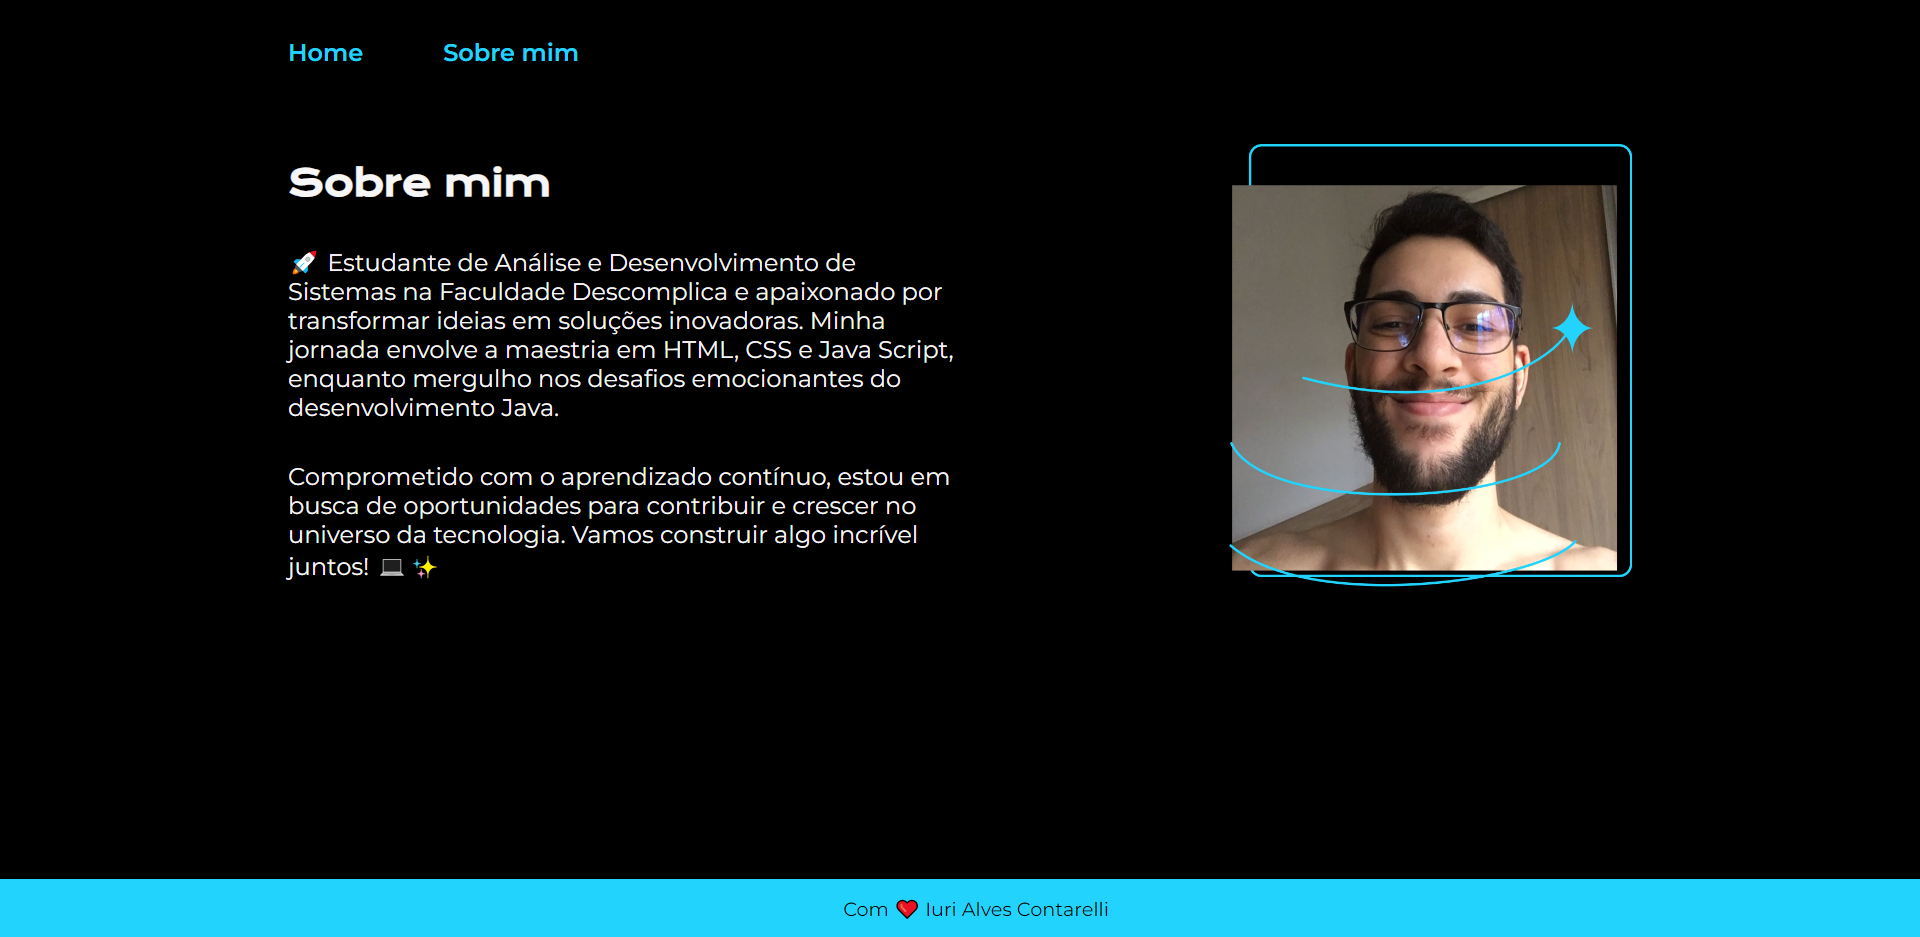 Home Sobre mim
Sobre mim
🚀 Estudante de Análise e Desenvolvimento de
Sistemas na Faculdade Descomplica e apaixonado por
transformar ideias em soluções inovadoras. Minha
jornada envolve a maestria em HTML, CSS e Java Script,
enquanto mergulho nos desafios emocionantes do
desenvolvimento Java.
Comprometido com o aprendizado contínuo, estou em
busca de oportunidades para contribuir e crescer no
universo da tecnologia. Vamos construir algo incrível
juntos! 💻 ✨
Com ❤️ Iuri Alves Contarelli